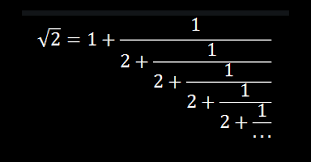 √2 = 1 + 1/(2 + 1/(2 + 1/(2 + 1/(2 + 1/…))))